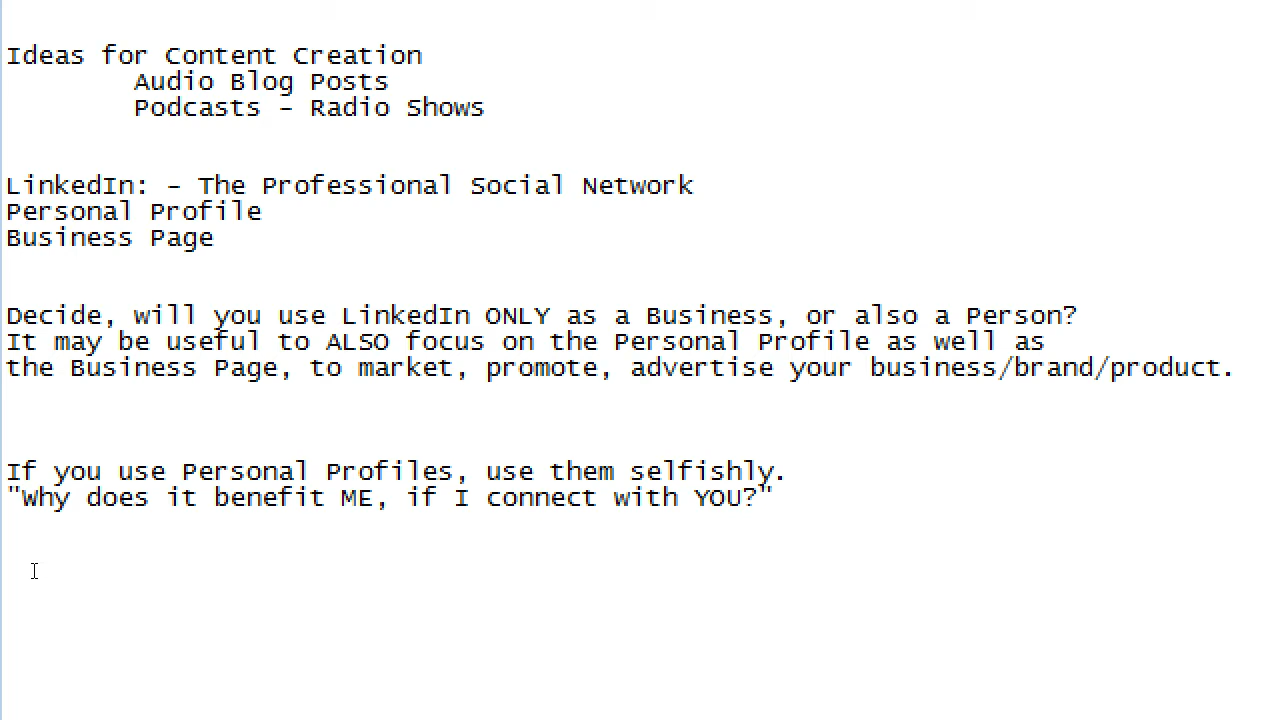 Ideas for Content Creation
Audio Blog Posts
Podcasts - Radio Shows
LinkedIn: - The Professional Social Network
Personal Profile
Business Page
Decide, will you use LinkedIn ONLY as a Business, or also a Person?
It may be useful to ALSO focus on the Personal Profile as well as
the Business Page, to market, promote, advertise your business/brand/product.
If you use Personal Profiles, use them selfishly.
"Why does it benefit ME, if I connect with YOU?"